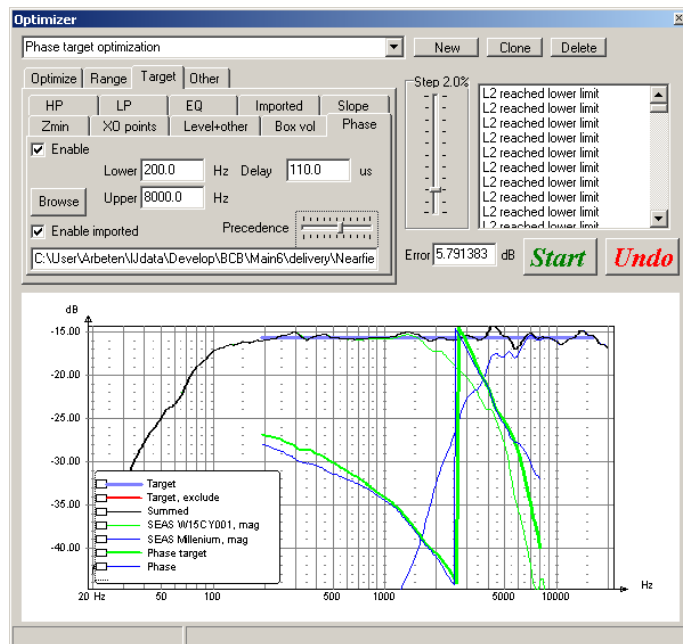 Optimizer
Phase target optimization
New
Clone
Delete
Optimize
Range
Target
Other
HP
LP
EQ
Imported
Slope
Zmin
XO points
Level+other
Box vol
Phase
Enable
Lower 200.0 Hz Delay 110.0 us
Browse
Upper 8000.0 Hz
Enable imported
Precedence
C:\User\Arbeten\IJdata\Develop\BCB\Main6\delivery\Nearfie
Step 2.0%
L2 reached lower limit
L2 reached lower limit
L2 reached lower limit
L2 reached lower limit
L2 reached lower limit
L2 reached lower limit
L2 reached lower limit
L2 reached lower limit
L2 reached lower limit
L2 reached lower limit
Error 5.791383 dB
Start
Undo
dB
-15.00
-20.00
-25.00
-30.00
-35.00
-40.00
Target
Target, exclude
Summed
SEAS W15CY001, mag
SEAS Millenium, mag
Phase target
Phase
20 Hz 50 100 500 1000 5000 10000 Hz